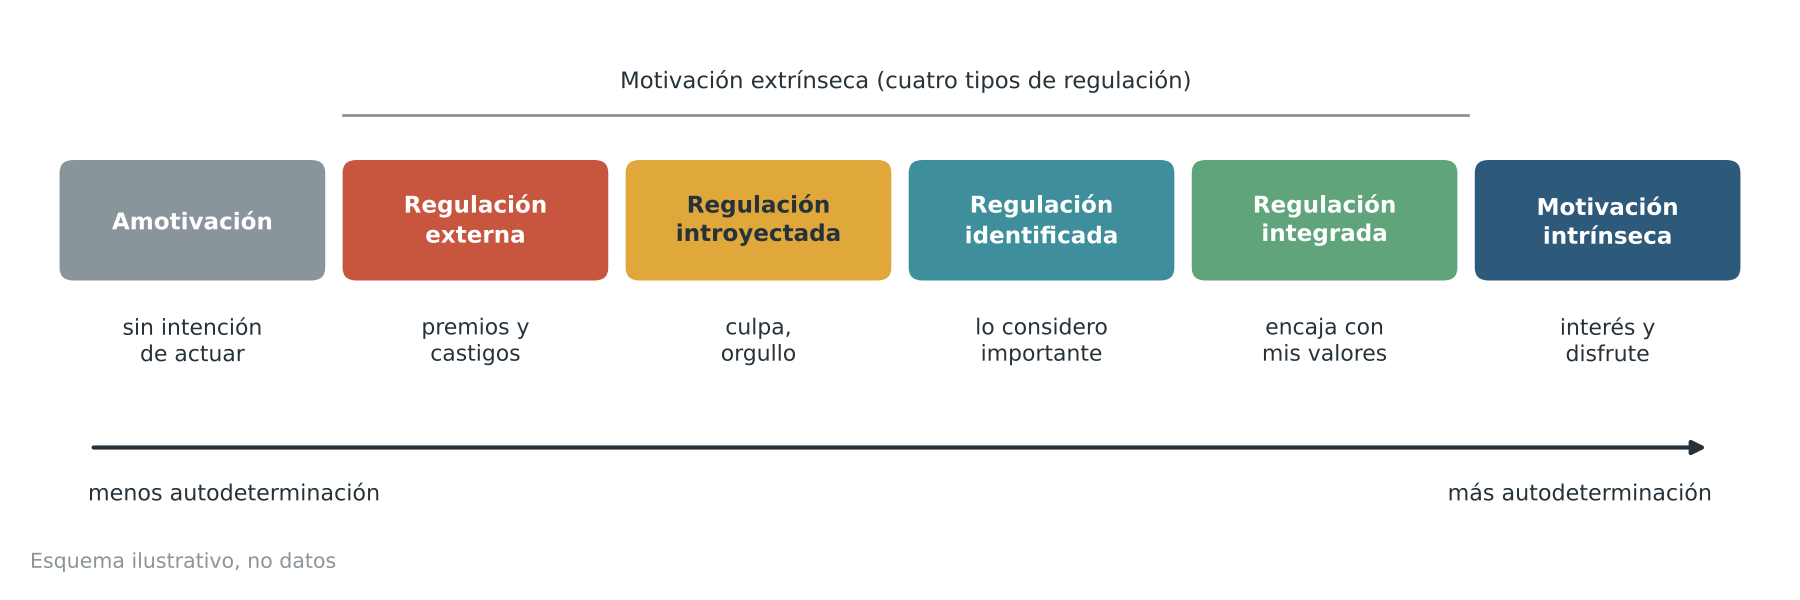 Motivación extrínseca (cuatro tipos de regulación)
Amotivación
Regulación
externa
Regulación
introyectada
Regulación
identificada
Regulación
integrada
Motivación
intrínseca
sin intención
de actuar
premios y
castigos
culpa,
orgullo
lo considero
importante
encaja con
mis valores
interés y
disfrute
menos autodeterminación
más autodeterminación
Esquema ilustrativo, no datos